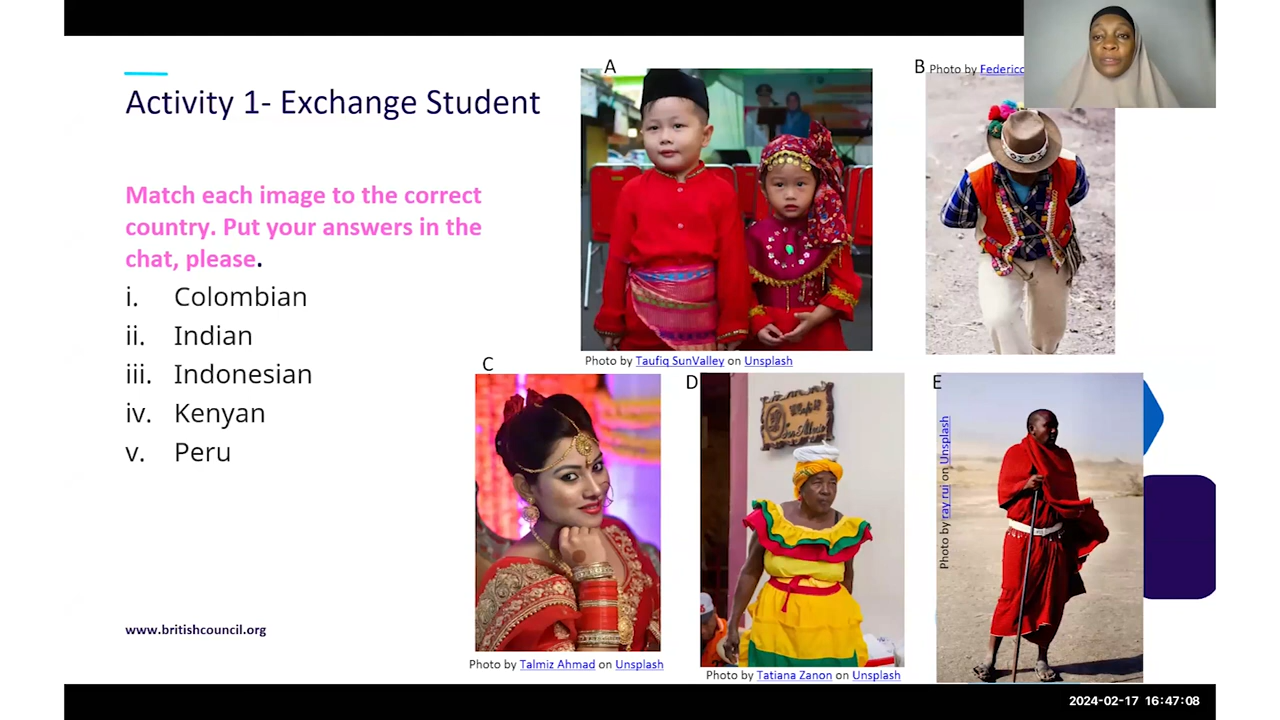 Activity 1- Exchange Student
Match each image to the correct
country. Put your answers in the
chat, please.
i. Colombian
ii. Indian
iii. Indonesian
iv. Kenyan
v. Peru
www.britishcouncil.org
A
Photo by Taufiq SunValley on Unsplash
B
Photo by Federico
C
Photo by Talmiz Ahmad on Unsplash
D
Photo by Tatiana Zanon on Unsplash
E
Photo by ray rui on Unsplash
2024-02-17 16:47:08